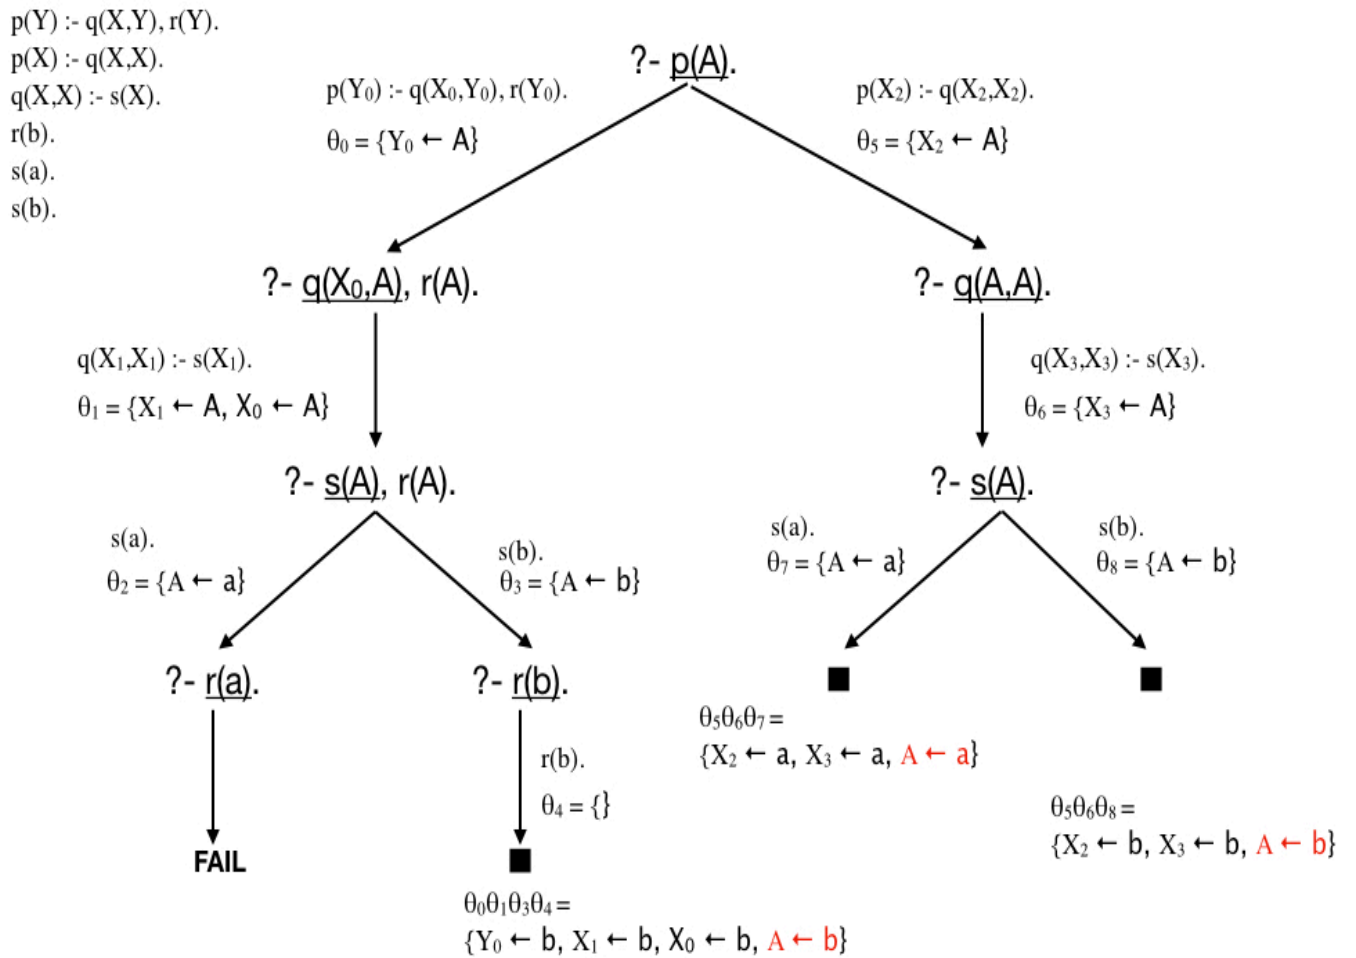 p(Y) :- q(X,Y), r(Y).
p(X) :- q(X,X).
q(X,X) :- s(X).
r(b).
s(a).
s(b).
?- p(A).
p(Y₀) :- q(X₀,Y₀), r(Y₀).
θ₀ = {Y₀ ← A}
p(X₂) :- q(X₂,X₂).
θ₅ = {X₂ ← A}
?- q(X₀,A), r(A).
?- q(A,A).
q(X₁,X₁) :- s(X₁).
θ₁ = {X₁ ← A, X₀ ← A}
q(X₃,X₃) :- s(X₃).
θ₆ = {X₃ ← A}
?- s(A), r(A).
?- s(A).
s(a).
θ₂ = {A ← a}
s(b).
θ₃ = {A ← b}
s(a).
θ₇ = {A ← a}
s(b).
θ₈ = {A ← b}
?- r(a).
?- r(b).
θ₅θ₆θ₇ =
{X₂ ← a, X₃ ← a, A ← a}
r(b).
θ₄ = {}
θ₅θ₆θ₈ =
{X₂ ← b, X₃ ← b, A ← b}
FAIL
θ₀θ₁θ₃θ₄ =
{Y₀ ← b, X₁ ← b, X₀ ← b, A ← b}